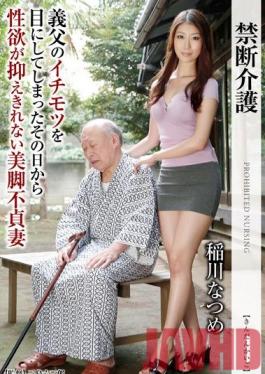 禁断介護
PROHIBITED NURSING
義父のイチモツを
目にしてしまったその日から
性欲が抑えきれない美脚不貞妻
稲川なつめ